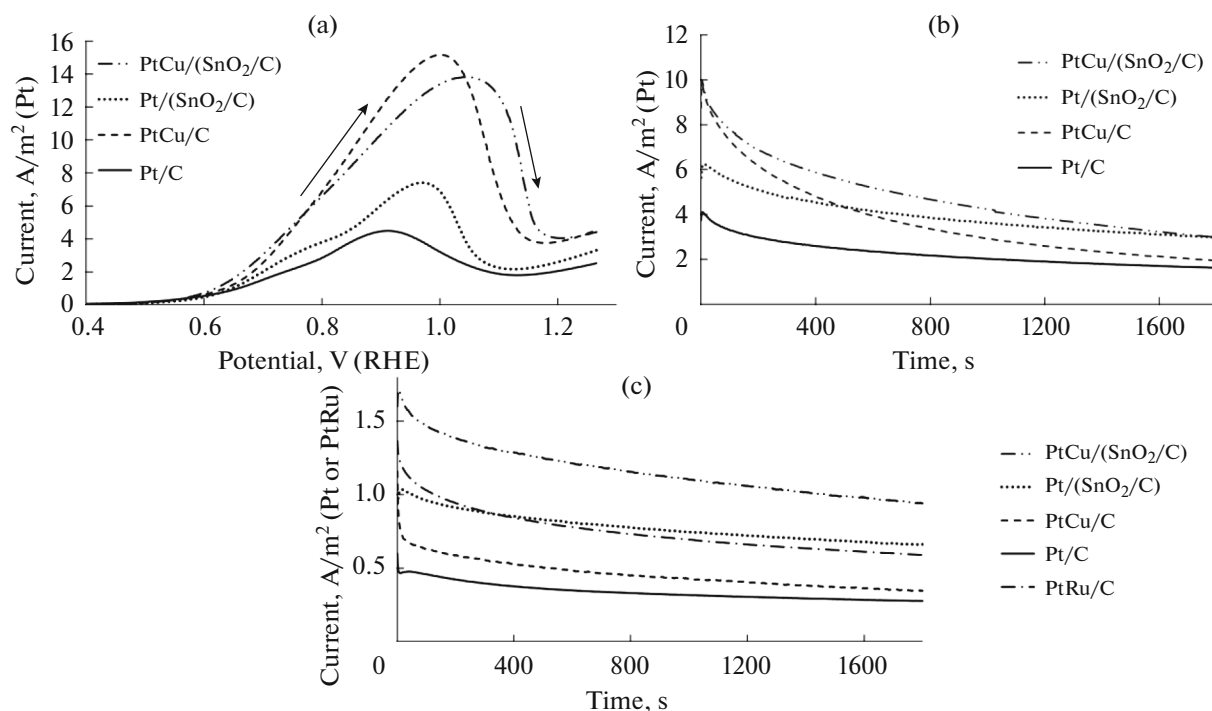 (a)
Current, A/m² (Pt)
16
14
12
10
8
6
4
2
0
0.4
0.6
0.8
1.0
1.2
Potential, V (RHE)
PtCu/(SnO₂/C)
Pt/(SnO₂/C)
PtCu/C
Pt/C
(b)
Current, A/m² (Pt)
12
10
8
6
4
2
0
400
800
1200
1600
Time, s
PtCu/(SnO₂/C)
Pt/(SnO₂/C)
PtCu/C
Pt/C
(c)
Current, A/m² (Pt or PtRu)
1.5
1.0
0.5
0
400
800
1200
1600
Time, s
PtCu/(SnO₂/C)
Pt/(SnO₂/C)
PtCu/C
Pt/C
PtRu/C